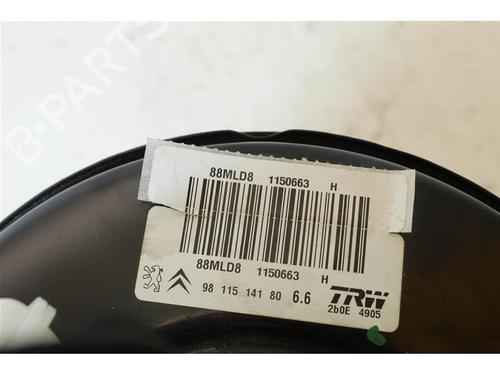 B-PARTS
88MLD8 1150663 H
88MLD8 1150663 H
98 115 141 80 6.6
TRW
2b0E 4905